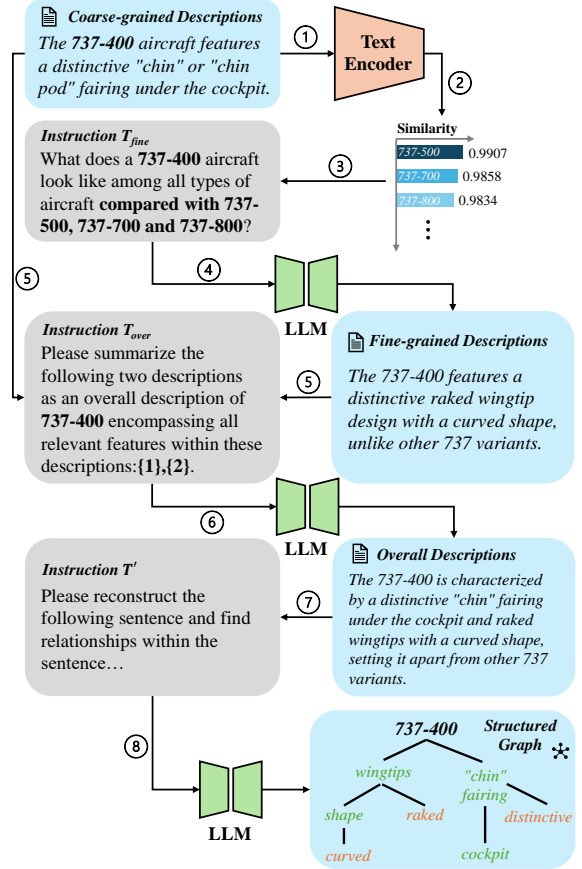 Coarse-grained Descriptions
The 737-400 aircraft features
a distinctive "chin" or "chin
pod" fairing under the cockpit.
1
Text
Encoder
2
Similarity
737-500 0.9907
737-700 0.9858
737-800 0.9834
Instruction Tfine
What does a 737-400 aircraft
look like among all types of
aircraft compared with 737-
500, 737-700 and 737-800?
3
4
LLM
5
Instruction Tover
Please summarize the
following two descriptions
as an overall description of
737-400 encompassing all
relevant features within these
descriptions:{1},{2}.
5
Fine-grained Descriptions
The 737-400 features a
distinctive raked wingtip
design with a curved shape,
unlike other 737 variants.
6
LLM
Instruction T'
Please reconstruct the
following sentence and find
relationships within the
sentence…
7
Overall Descriptions
The 737-400 is characterized
by a distinctive "chin" fairing
under the cockpit and raked
wingtips with a curved shape,
setting it apart from other 737
variants.
8
LLM
737-400
Structured
Graph
wingtips
"chin"
fairing
shape
raked
distinctive
curved
cockpit